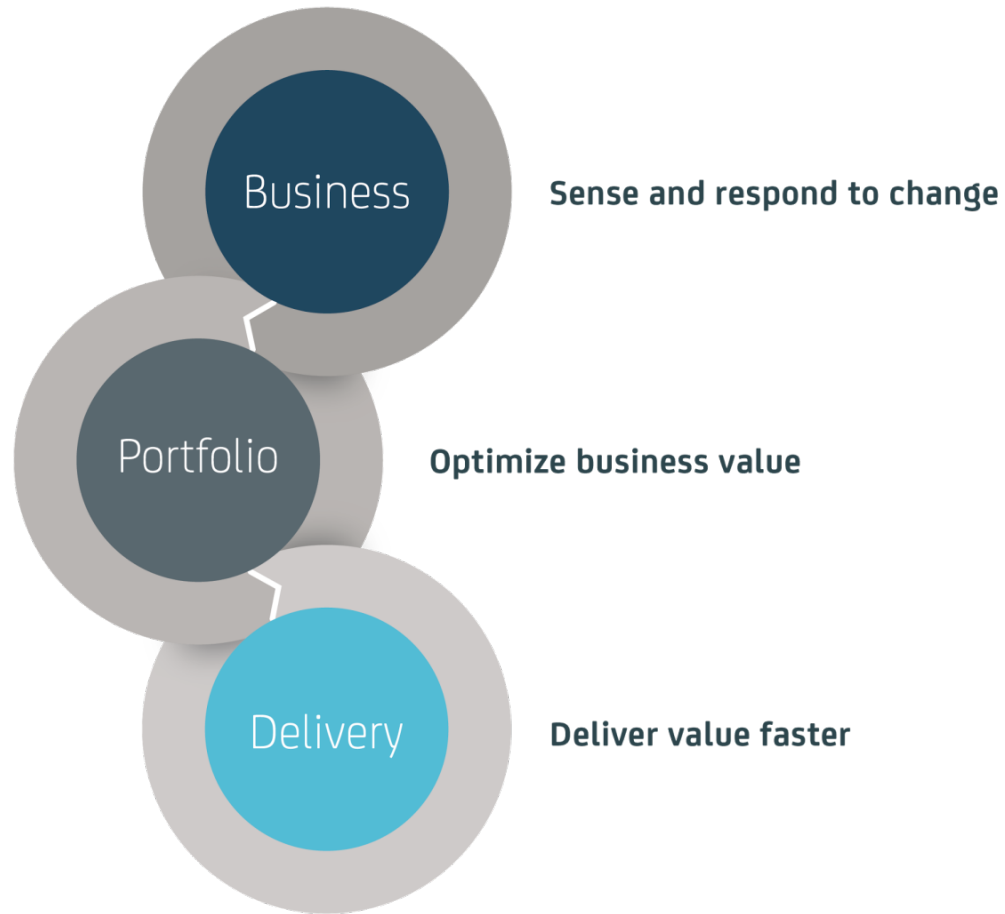 Business
Sense and respond to change
Portfolio
Optimize business value
Delivery
Deliver value faster